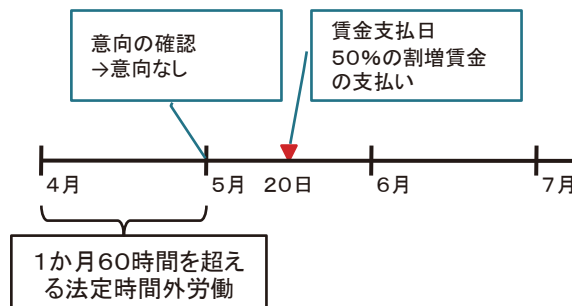 意向の確認
→意向なし
賃金支払日
50%の割増賃金
の支払い
4月
5月
20日
6月
7月
1か月60時間を超え
る法定時間外労働